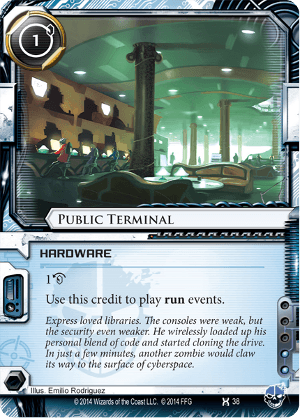 1
PUBLIC TERMINAL
HARDWARE
1
Use this credit to play run events.
Express loved libraries. The consoles were weak, but
the security even weaker. He wirelessly loaded up his
personal blend of code and started cloning the drive.
In just a few minutes, another zombie would claw
its way to the surface of cyberspace.
Illus. Emilio Rodriguez
© 2014 Wizards of the Coast LLC. © 2014 FFG
36